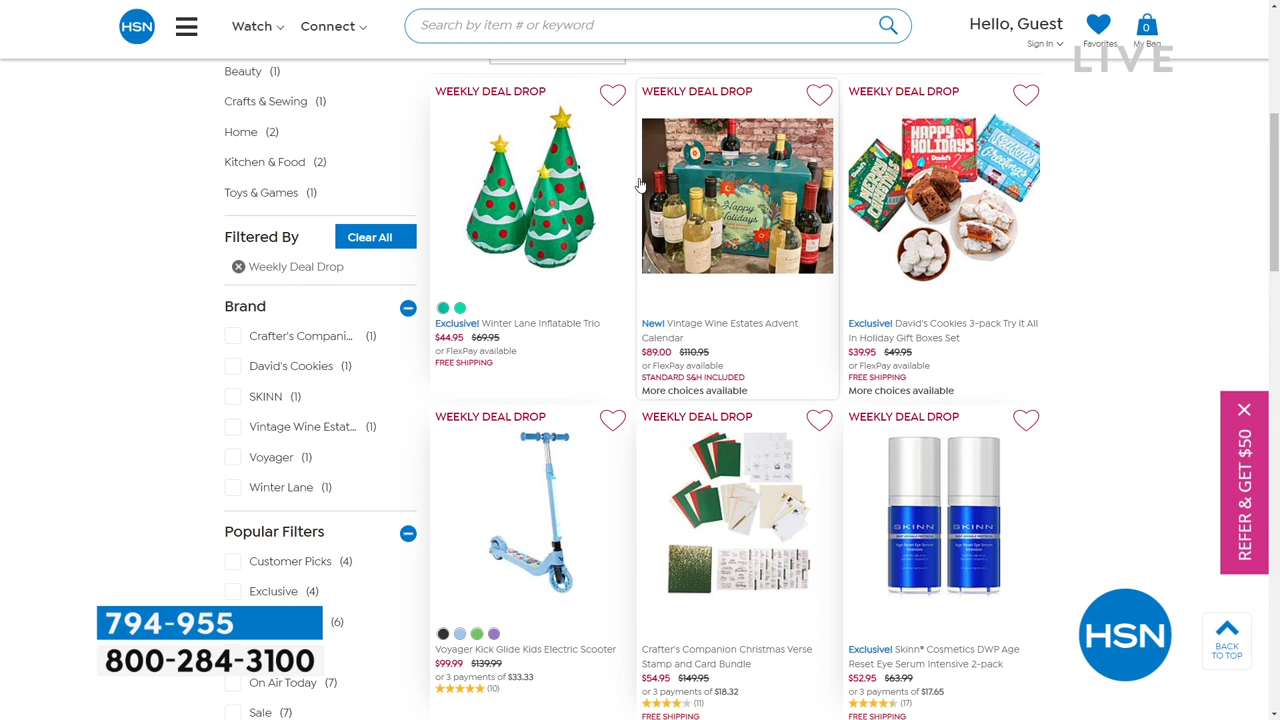 HSN
Watch
Connect
Search by item # or keyword
Hello, Guest
Sign In
Favorites
0
My Bag
LIVE
Beauty (1)
Crafts & Sewing (1)
Home (2)
Kitchen & Food (2)
Toys & Games (1)
Filtered By
Clear All
Weekly Deal Drop
Brand
Crafter's Compani... (1)
David's Cookies (1)
SKINN (1)
Vintage Wine Estat... (1)
Voyager (1)
Winter Lane (1)
Popular Filters
Customer Picks (4)
Exclusive (4)
(6)
On Air Today (7)
Sale (7)
794-955
800-284-3100
WEEKLY DEAL DROP
Exclusive! Winter Lane Inflatable Trio
$44.95 $69.95
or FlexPay available
FREE SHIPPING
WEEKLY DEAL DROP
Happy
Holidays
New! Vintage Wine Estates Advent
Calendar
$89.00 $110.95
or FlexPay available
STANDARD S&H INCLUDED
More choices available
WEEKLY DEAL DROP
HAPPY
HOLIDAYS
David's
Exclusive! David's Cookies 3-pack Try It All
In Holiday Gift Boxes Set
$39.95 $49.95
or FlexPay available
FREE SHIPPING
More choices available
WEEKLY DEAL DROP
Voyager Kick Glide Kids Electric Scooter
$99.99 $139.99
or 3 payments of $33.33
(10)
WEEKLY DEAL DROP
Crafter's Companion Christmas Verse
Stamp and Card Bundle
$54.95 $149.95
or 3 payments of $18.32
(11)
FREE SHIPPING
WEEKLY DEAL DROP
SKINN
SKINN
Exclusive! Skinn® Cosmetics DWP Age
Reset Eye Serum Intensive 2-pack
$52.95 $63.99
or 3 payments of $17.65
(17)
FREE SHIPPING
REFER & GET $50
HSN
BACK
TO TOP